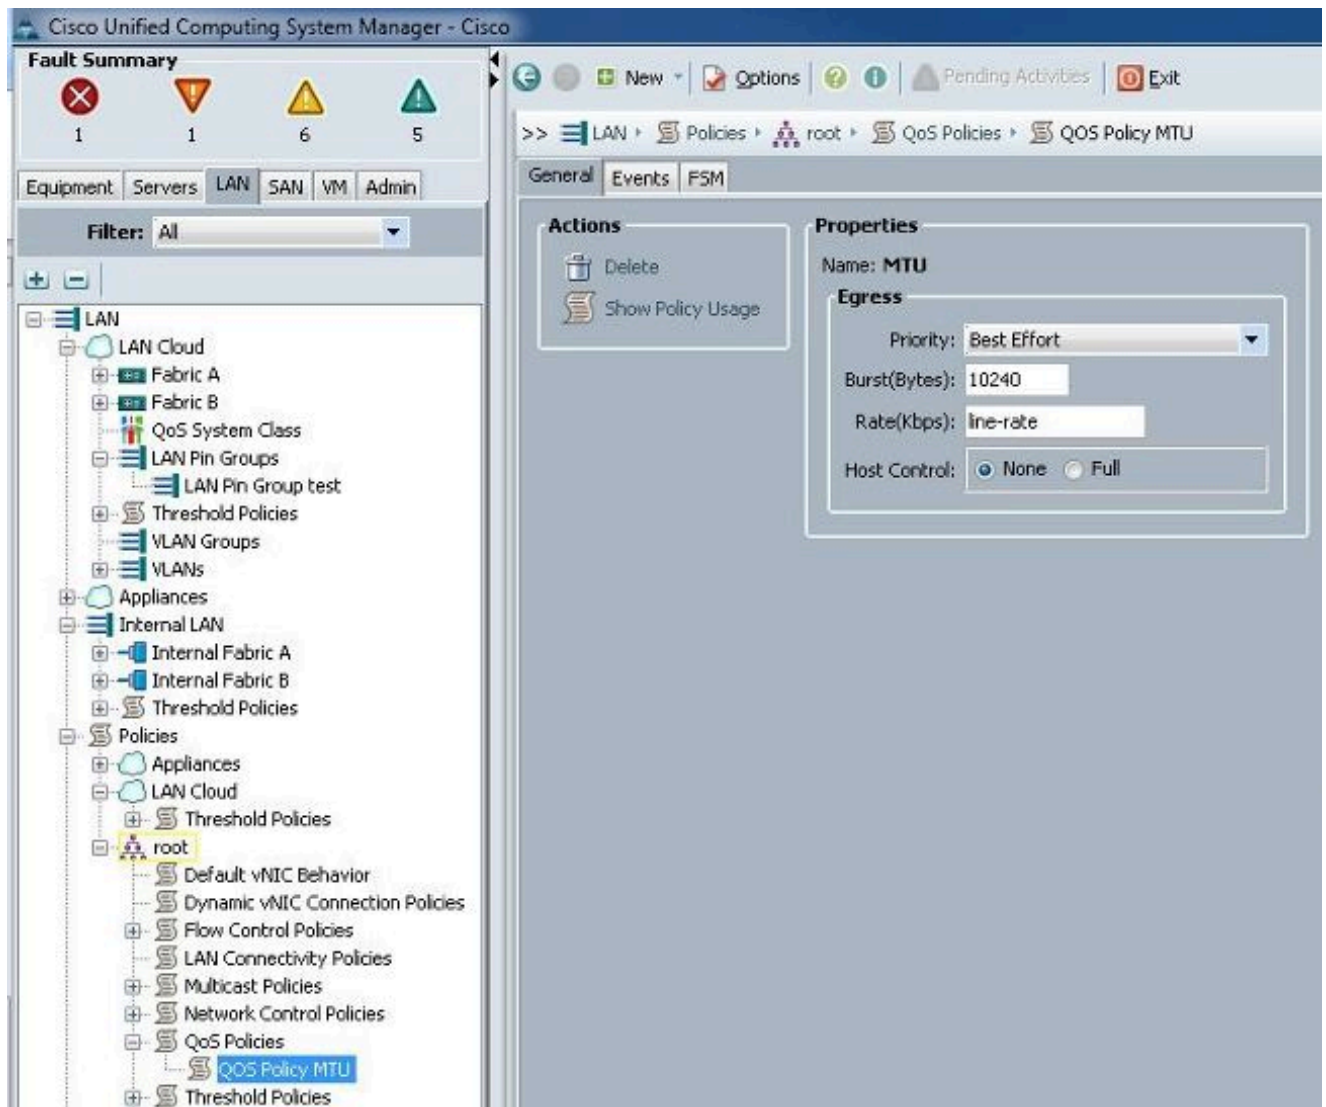 Cisco Unified Computing System Manager - Cisco
Fault Summary
1 1 6 5
Equipment Servers LAN SAN VM Admin
Filter: All
LAN
LAN Cloud
Fabric A
Fabric B
QoS System Class
LAN Pin Groups
LAN Pin Group test
Threshold Policies
VLAN Groups
VLANs
Appliances
Internal LAN
Internal Fabric A
Internal Fabric B
Threshold Policies
Policies
Appliances
LAN Cloud
Threshold Policies
root
Default vNIC Behavior
Dynamic vNIC Connection Policies
Flow Control Policies
LAN Connectivity Policies
Multicast Policies
Network Control Policies
QoS Policies
QOS Policy MTU
Threshold Policies
New Options Pending Activities Exit
>> LAN Policies root QoS Policies QOS Policy MTU
General Events FSM
Actions
Delete
Show Policy Usage
Properties
Name: MTU
Egress
Priority: Best Effort
Burst(Bytes): 10240
Rate(Kbps): line-rate
Host Control: None Full